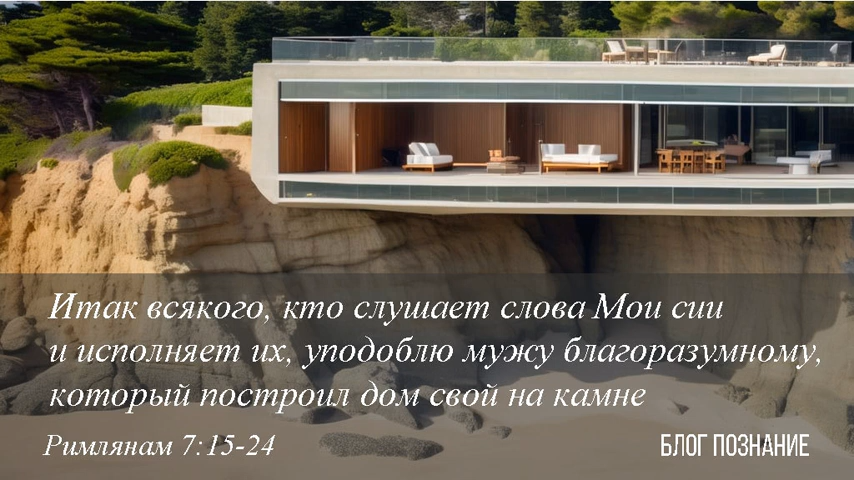 Итак всякого, кто слушает слова Мои сии
и исполняет их, уподоблю мужу благоразумному,
который построил дом свой на камне
Римлянам 7:15-24
БЛОГ ПОЗНАНИЕ